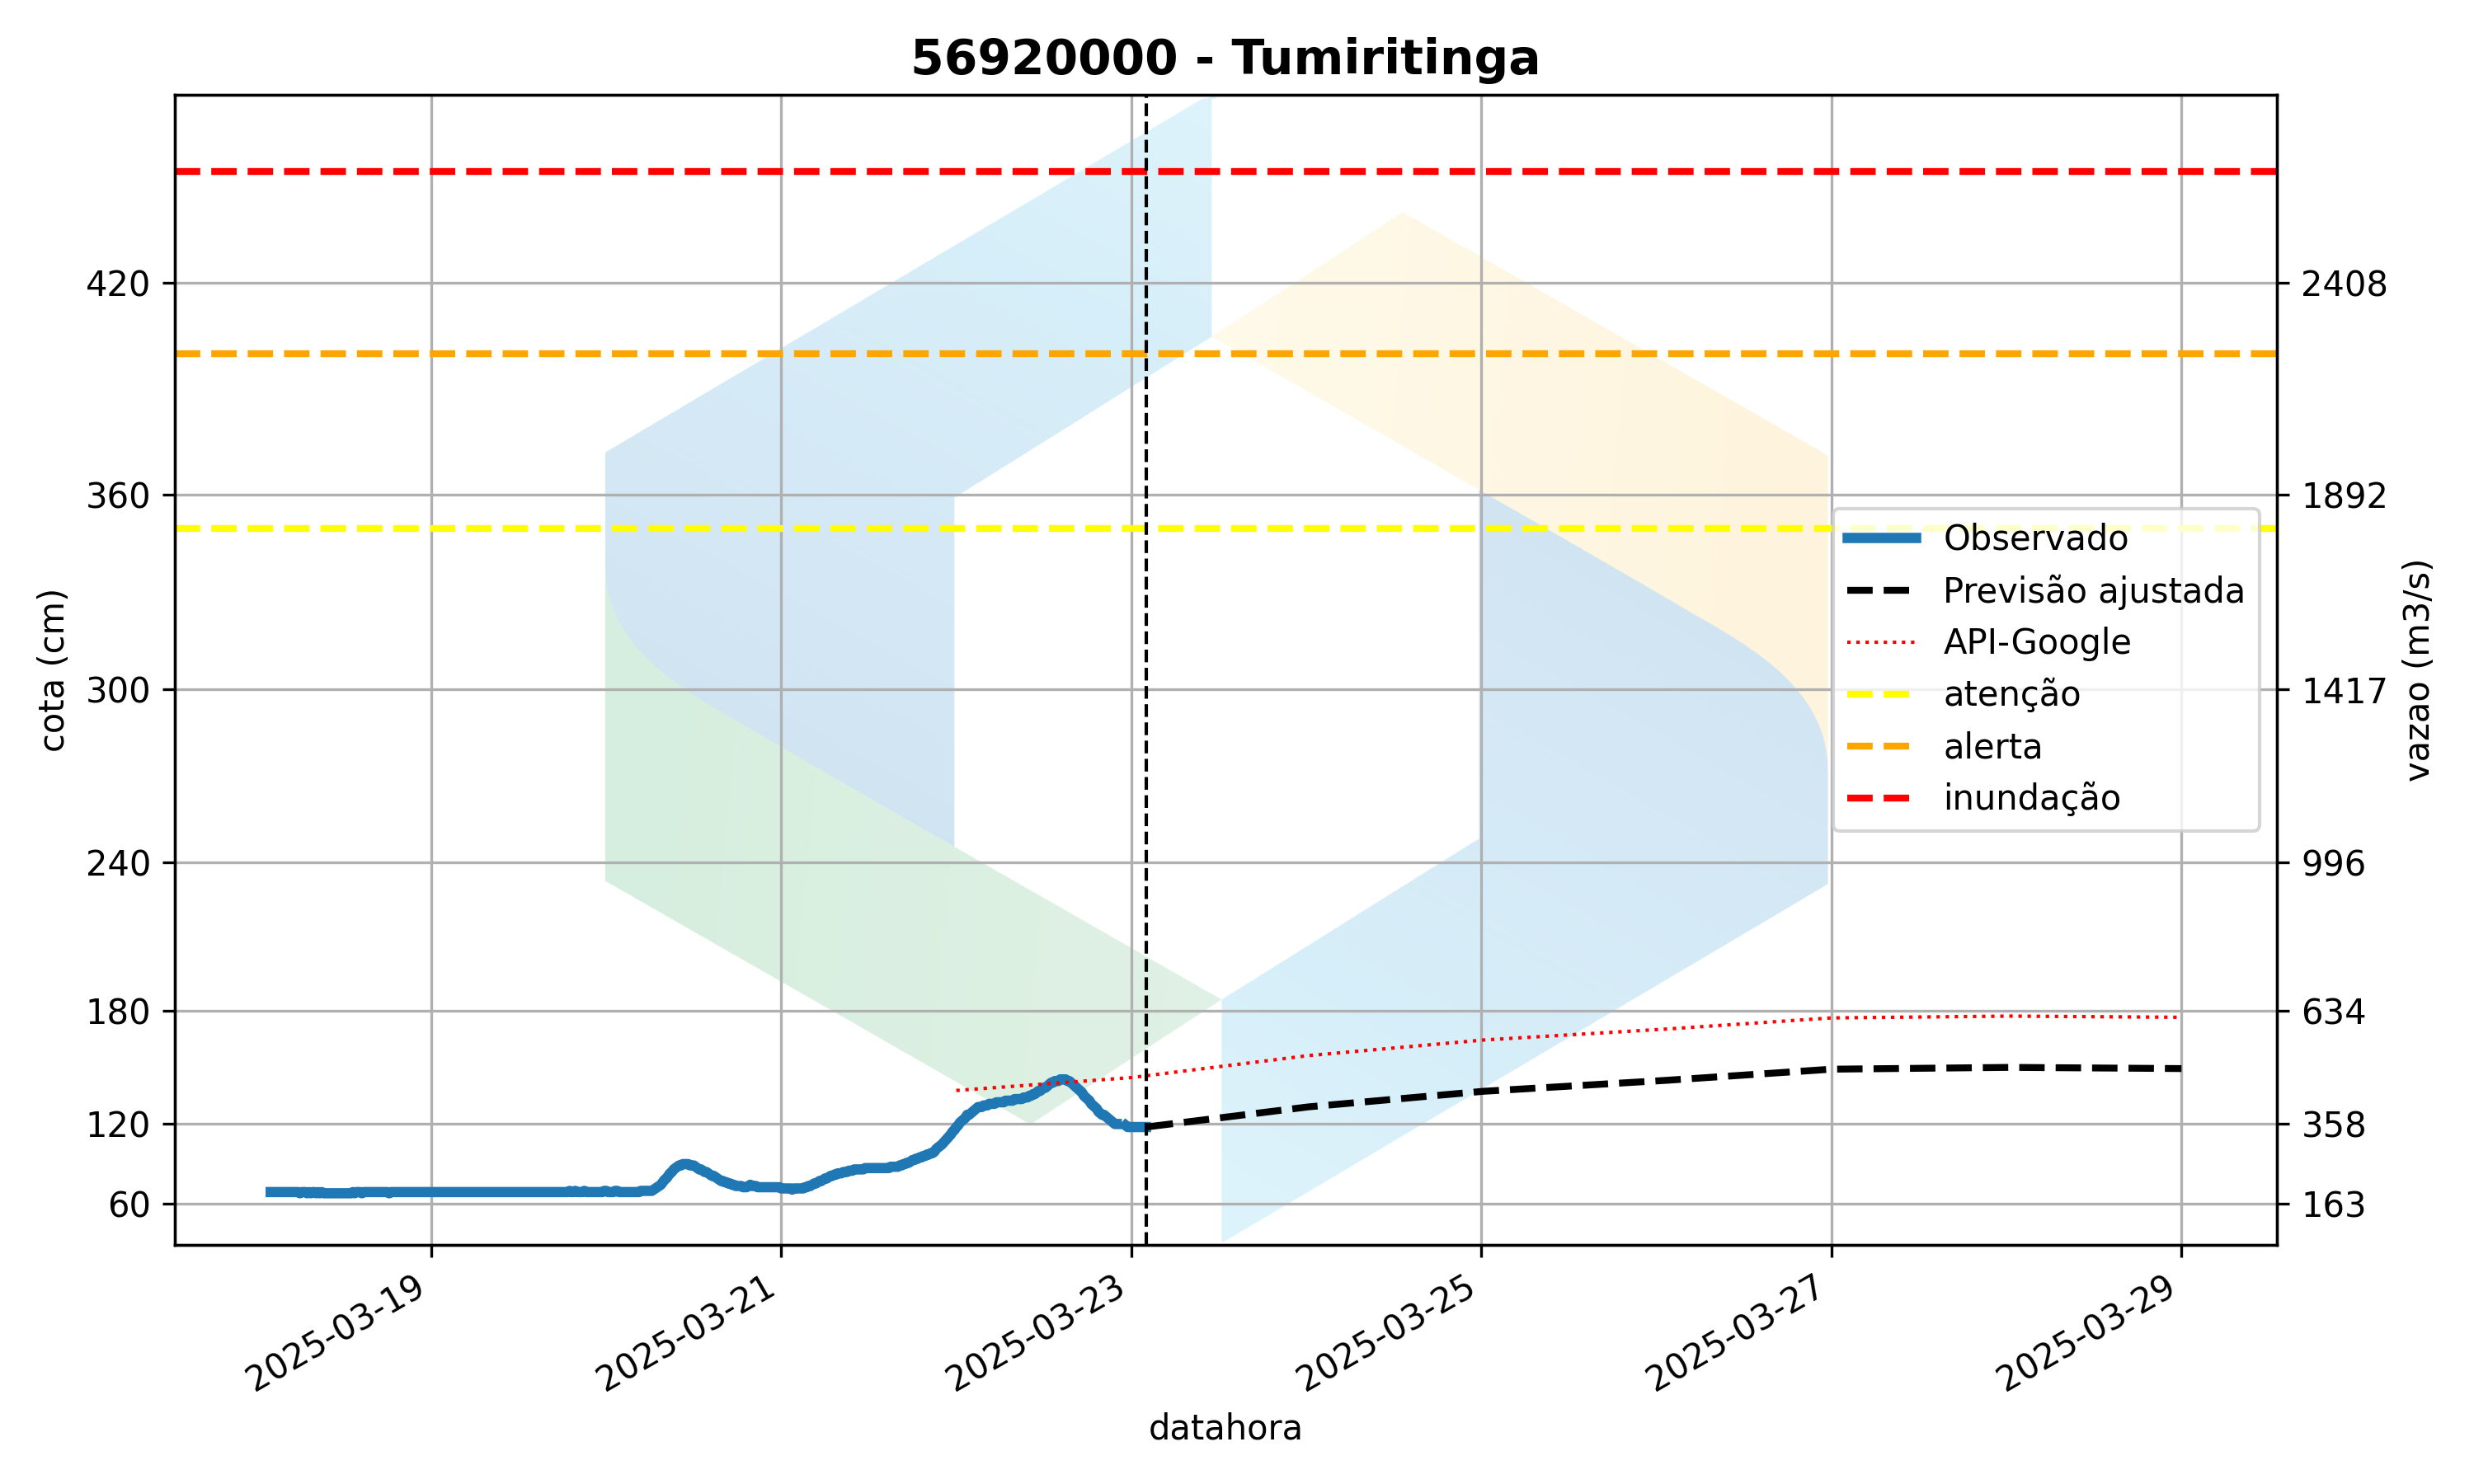 56920000 - Tumiritinga
420
360
300
240
180
120
60
cota (cm)
2408
1892
1417
996
634
358
163
vazao (m3/s)
Observado
Previsão ajustada
API-Google
atenção
alerta
inundação
2025-03-19
2025-03-21
2025-03-23
2025-03-25
2025-03-27
2025-03-29
datahora